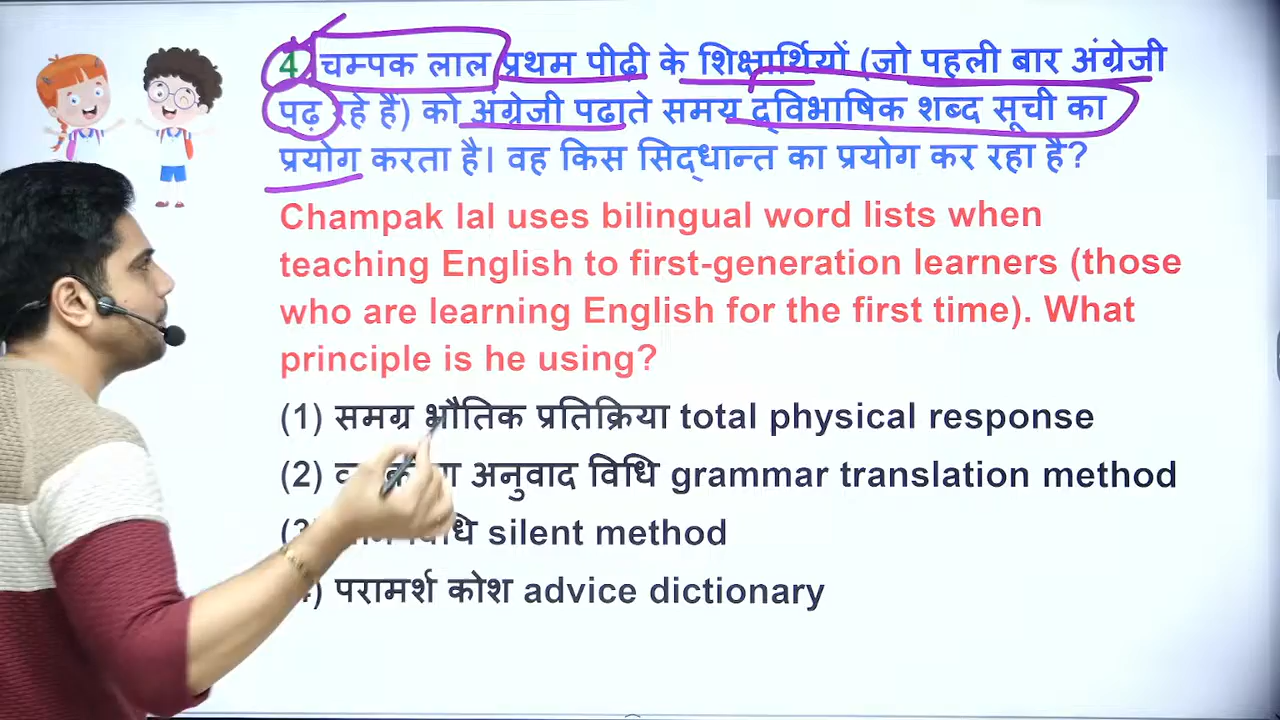 4 चम्पक लाल प्रथम पीढ़ी के शिक्षार्थियों (जो पहली बार अंग्रेजी
पढ़ रहे हैं) को अंग्रेजी पढाते समय द्विभाषिक शब्द सूची का
प्रयोग करता है। वह किस सिद्धान्त का प्रयोग कर रहा है?
Champak lal uses bilingual word lists when
teaching English to first-generation learners (those
who are learning English for the first time). What
principle is he using?
(1) समग्र भौतिक प्रतिक्रिया total physical response
(2) अनुवाद विधि grammar translation method
silent method
परामर्श कोश advice dictionary